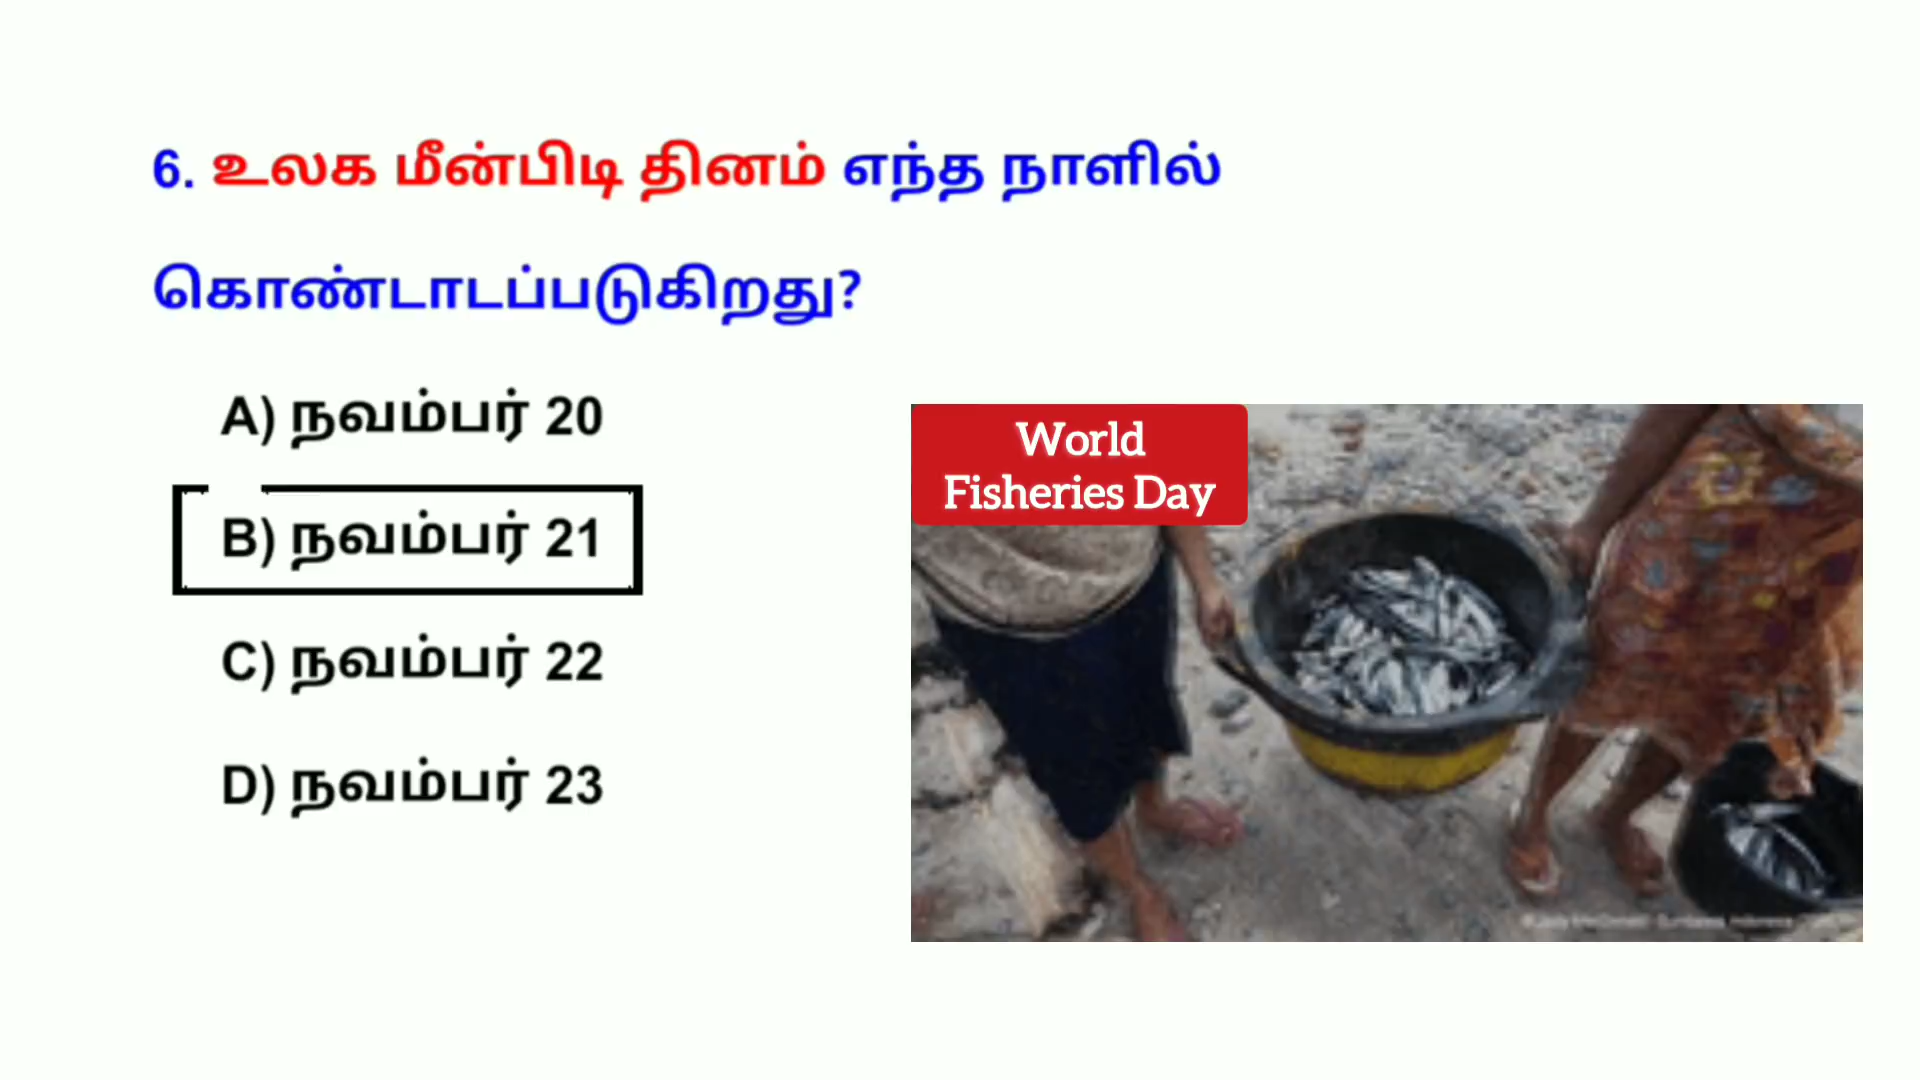 6. உலக மீன்பிடி தினம் எந்த நாளில்
கொண்டாடப்படுகிறது?
A) நவம்பர் 20
B) நவம்பர் 21
C) நவம்பர் 22
D) நவம்பர் 23
World
Fisheries Day